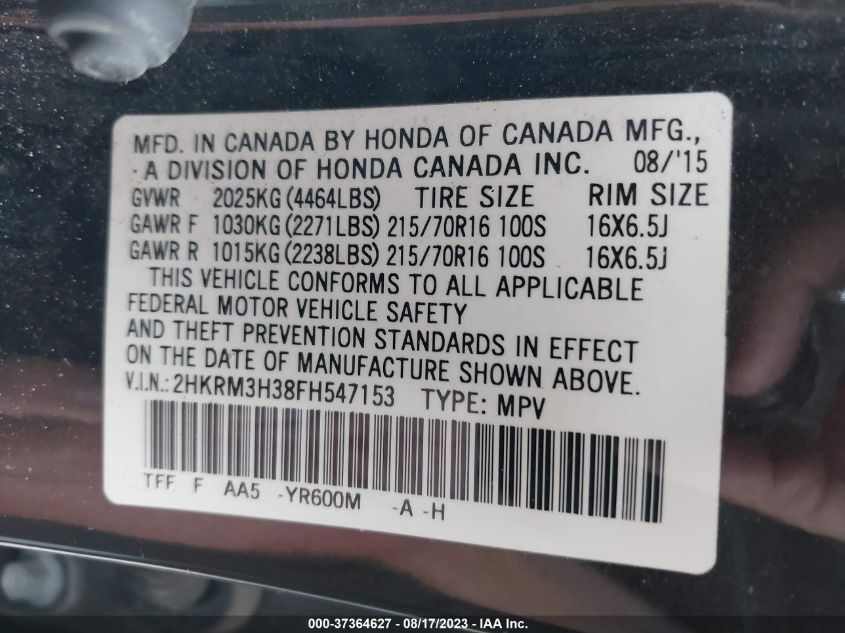 MFD. IN CANADA BY HONDA OF CANADA MFG.,
A DIVISION OF HONDA CANADA INC. 08/'15
GVWR 2025KG (4464LBS) TIRE SIZE RIM SIZE
GAWR F 1030KG (2271LBS) 215/70R16 100S 16X6.5J
GAWR R 1015KG (2238LBS) 215/70R16 100S 16X6.5J
THIS VEHICLE CONFORMS TO ALL APPLICABLE
FEDERAL MOTOR VEHICLE SAFETY
AND THEFT PREVENTION STANDARDS IN EFFECT
ON THE DATE OF MANUFACTURE SHOWN ABOVE.
V.I.N.: 2HKRM3H38FH547153 TYPE: MPV
TFF F AA5 -YR600M -A -H
000-37364627 - 08/17/2023 - IAA Inc.